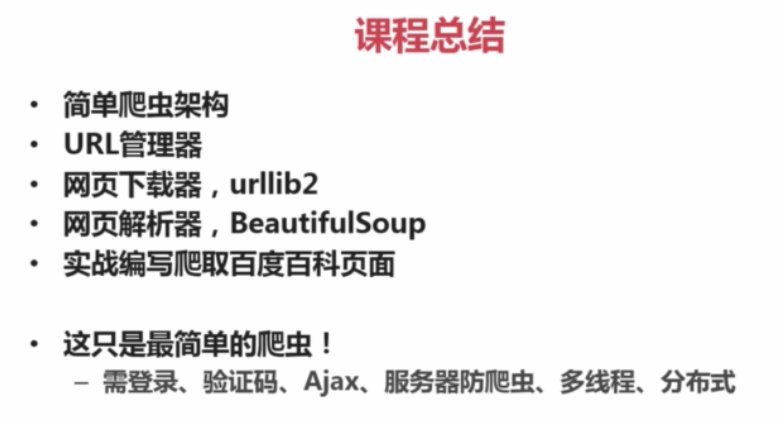 课程总结
• 简单爬虫架构
• URL管理器
• 网页下载器，urllib2
• 网页解析器，BeautifulSoup
• 实战编写爬取百度百科页面
• 这只是最简单的爬虫！
– 需登录、验证码、Ajax、服务器防爬虫、多线程、分布式